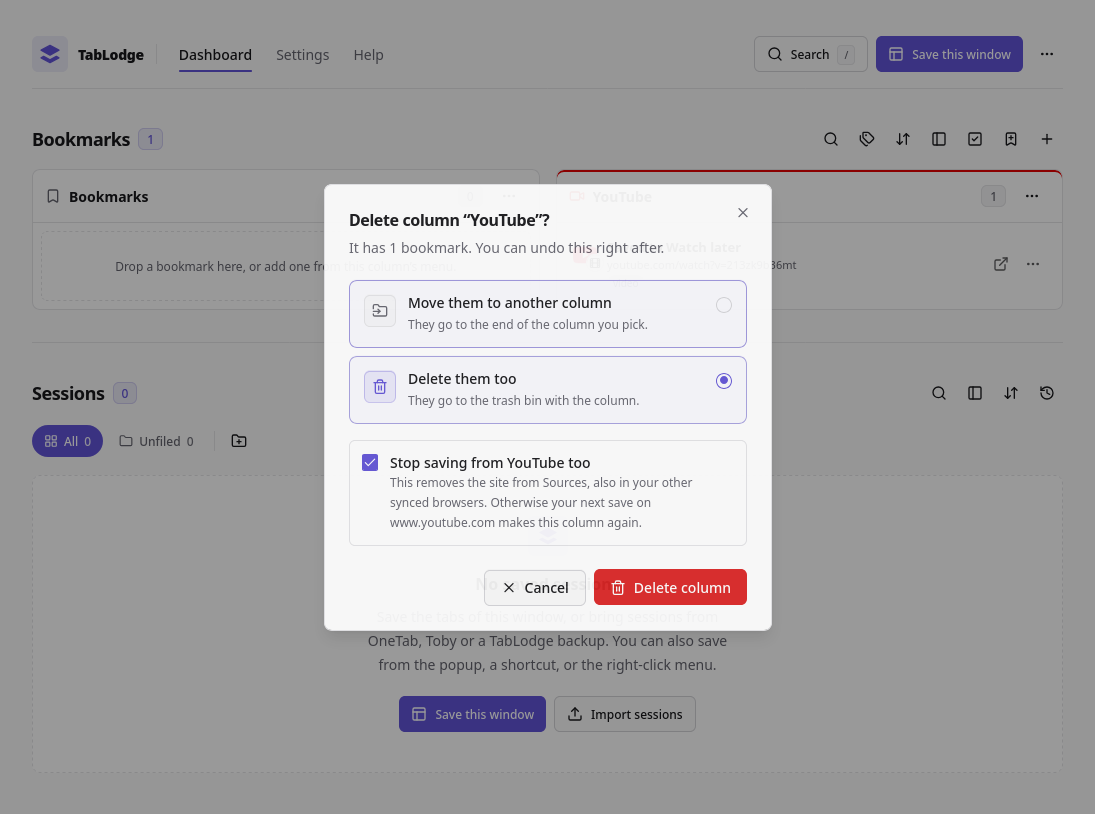 TabLodge
Dashboard
Settings
Help
Search
/
Save this window
Bookmarks
1
Bookmarks
0
YouTube
1
Drop a bookmark here, or add one from this column's menu.
Watch later
Delete column “YouTube”?
It has 1 bookmark. You can undo this right after.
Move them to another column
They go to the end of the column you pick.
Delete them too
They go to the trash bin with the column.
Stop saving from YouTube too
This removes the site from Sources, also in your other
synced browsers. Otherwise your next save on
www.youtube.com makes this column again.
Cancel
Delete column
Sessions
0
All 0
Unfiled 0
Save the tabs of this window, or bring sessions from
OneTab, Toby or a TabLodge backup. You can also save
from the popup, a shortcut, or the right-click menu.
Save this window
Import sessions